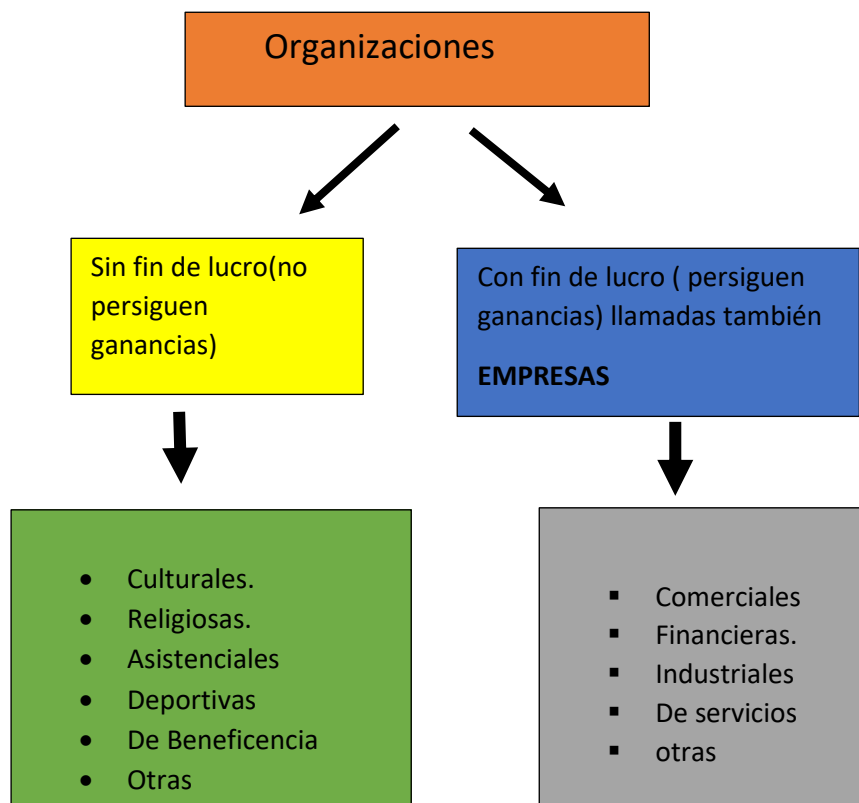 Organizaciones
Sin fin de lucro(no
persiguen
ganancias)
Con fin de lucro ( persiguen
ganancias) llamadas también
EMPRESAS
• Culturales.
• Religiosas.
• Asistenciales
• Deportivas
• De Beneficencia
• Otras
▪ Comerciales
▪ Financieras.
▪ Industriales
▪ De servicios
▪ otras